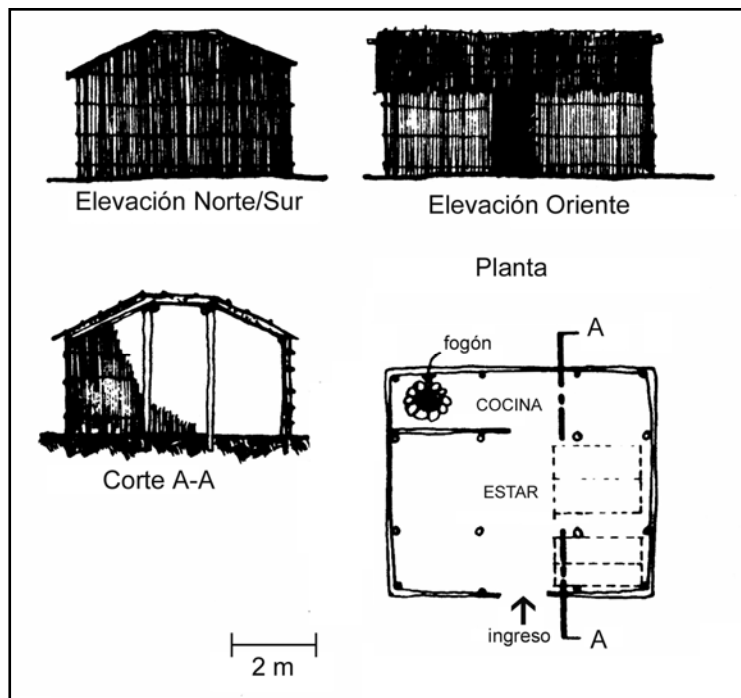 Elevación Norte/Sur
Elevación Oriente
Planta
A
fogón
COCINA
ESTAR
Corte A-A
ingreso
A
2 m